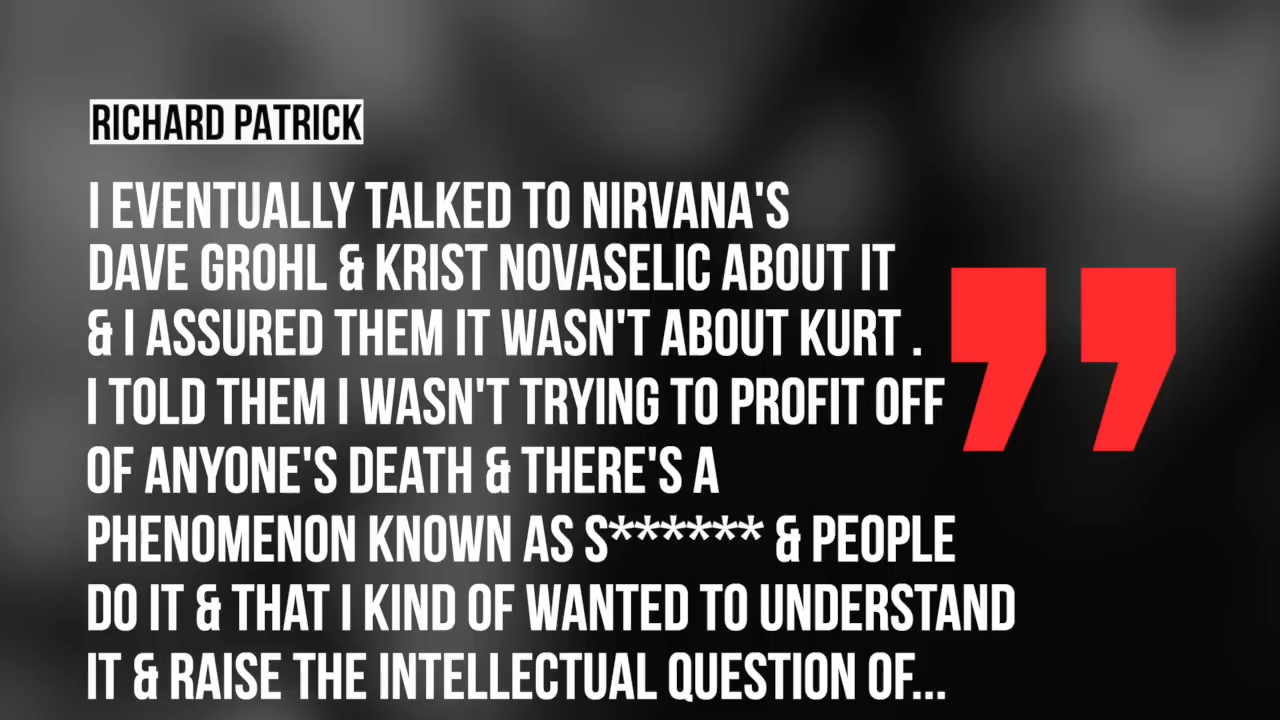 RICHARD PATRICK
I EVENTUALLY TALKED TO NIRVANA'S
DAVE GROHL & KRIST NOVASELIC ABOUT IT
& I ASSURED THEM IT WASN'T ABOUT KURT .
I TOLD THEM I WASN'T TRYING TO PROFIT OFF
OF ANYONE'S DEATH & THERE'S A
PHENOMENON KNOWN AS S****** & PEOPLE
DO IT & THAT I KIND OF WANTED TO UNDERSTAND
IT & RAISE THE INTELLECTUAL QUESTION OF...
”